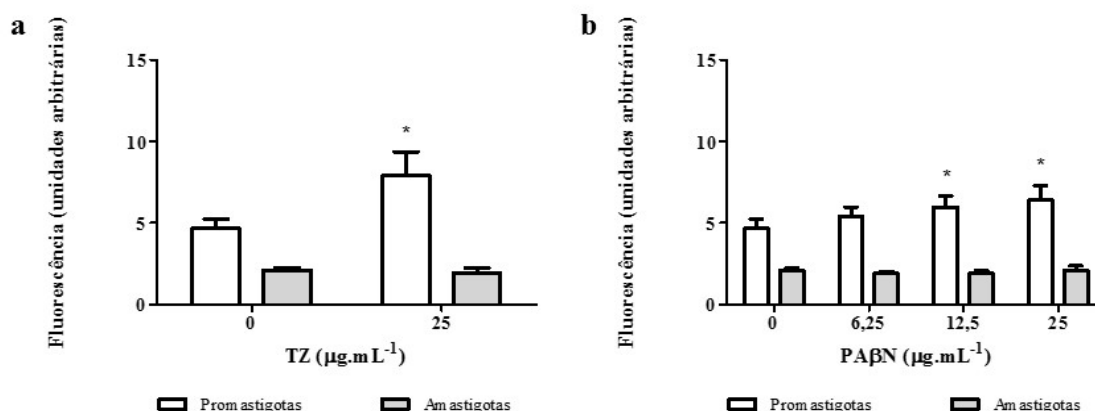 a
Fluorescência (unidades arbitrárias)
15
10
5
0
*
0
25
TZ (μg.mL⁻¹)
Promastigotas
Amastigotas
b
Fluorescência (unidades arbitrárias)
15
10
5
0
*
*
0
6,25
12,5
25
PAβN (μg.mL⁻¹)
Promastigotas
Amastigotas